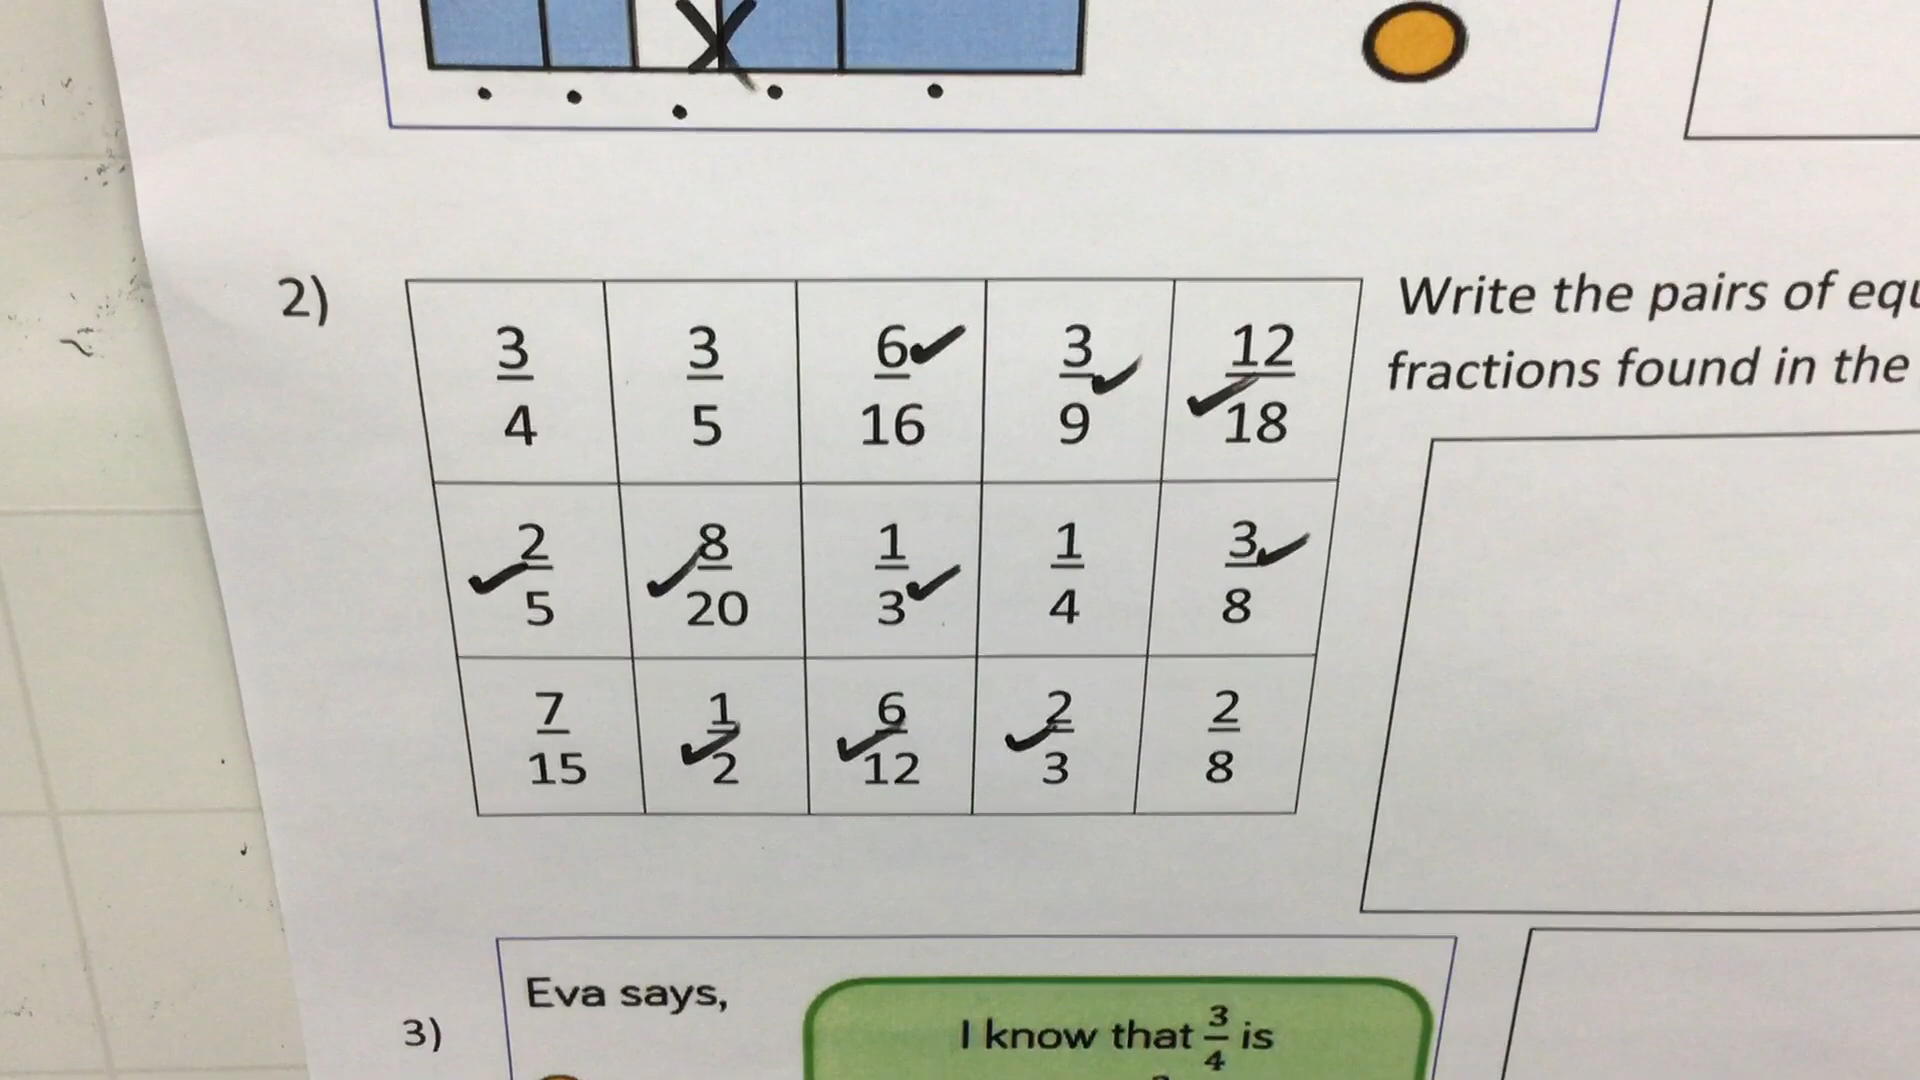 2)
3/4 3/5 6/16 3/9 12/18
2/5 8/20 1/3 1/4 3/8
7/15 1/2 6/12 2/3 2/8
Write the pairs of
fractions found in the
3)
Eva says,
I know that 3/4 is